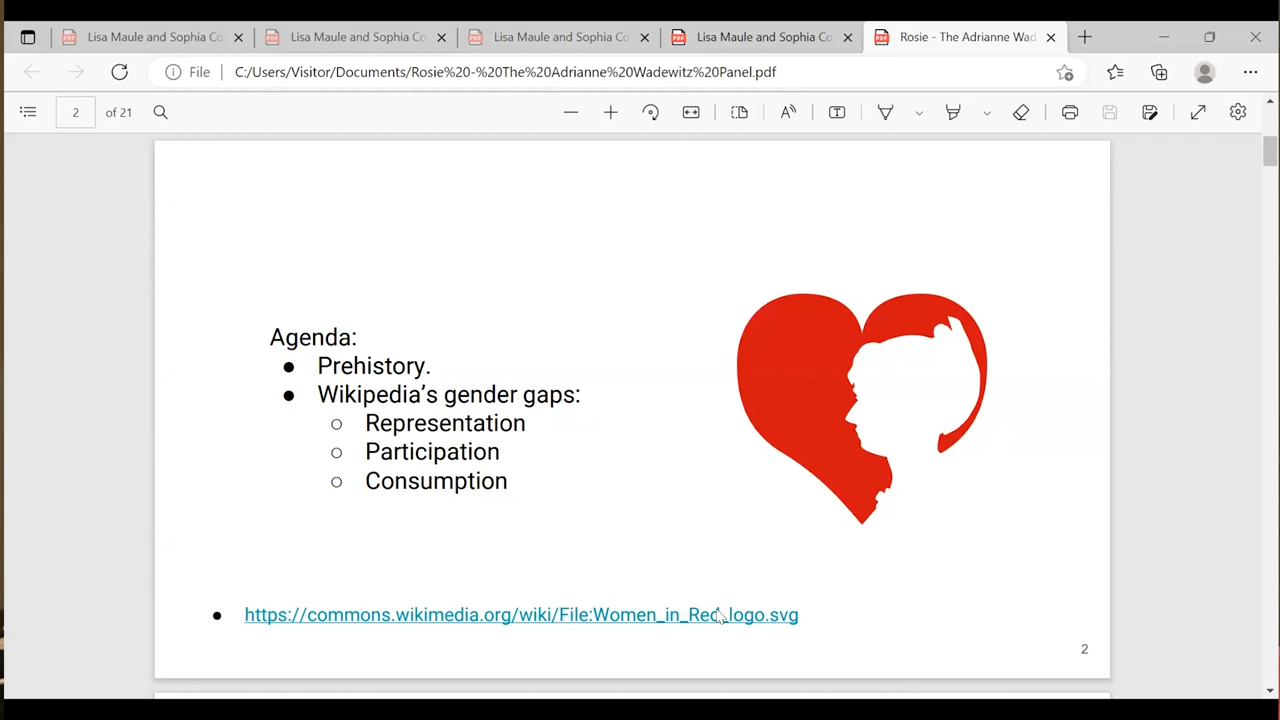 Lisa Maule and Sophia Co
Lisa Maule and Sophia Co
Lisa Maule and Sophia Co
Lisa Maule and Sophia Co
Rosie - The Adrianne Wad
File
C:/Users/Visitor/Documents/Rosie%20-%20The%20Adrianne%20Wadewitz%20Panel.pdf
2 of 21
Agenda:
● Prehistory.
● Wikipedia’s gender gaps:
○ Representation
○ Participation
○ Consumption
● https://commons.wikimedia.org/wiki/File:Women_in_Red_logo.svg
2